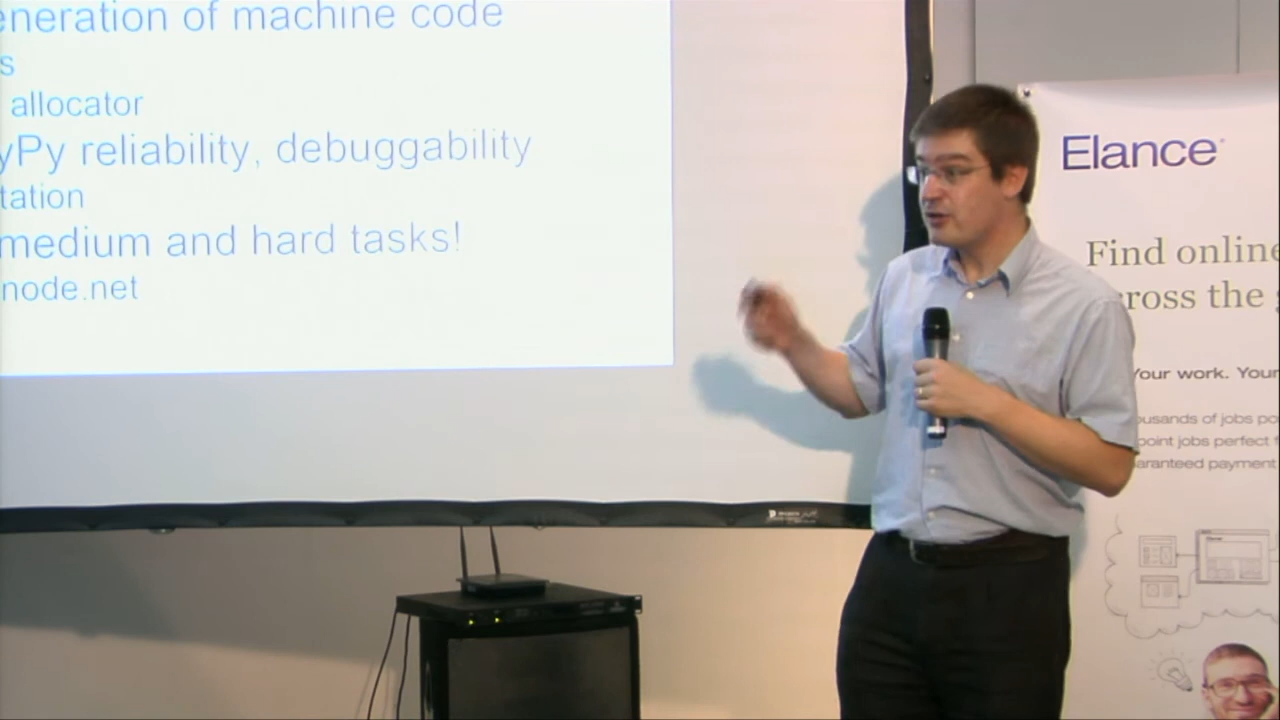 eneration of machine code
s
allocator
yPy reliability, debuggability
tation
medium and hard tasks!
node.net
Elance
Find online
cross the
Your work. Your
ousands of jobs po
point jobs perfect f
aranteed payment